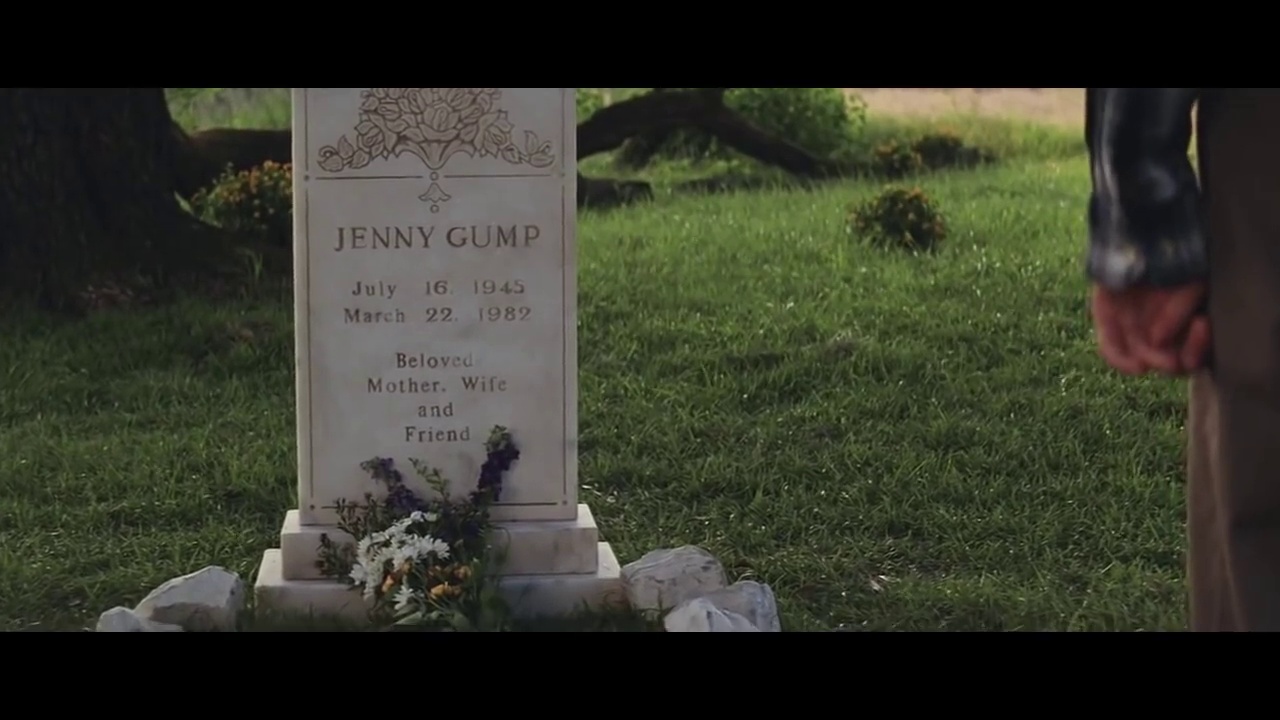 JENNY GUMP
July 16. 1945
March 22. 1982
Beloved
Mother. Wife
and
Friend